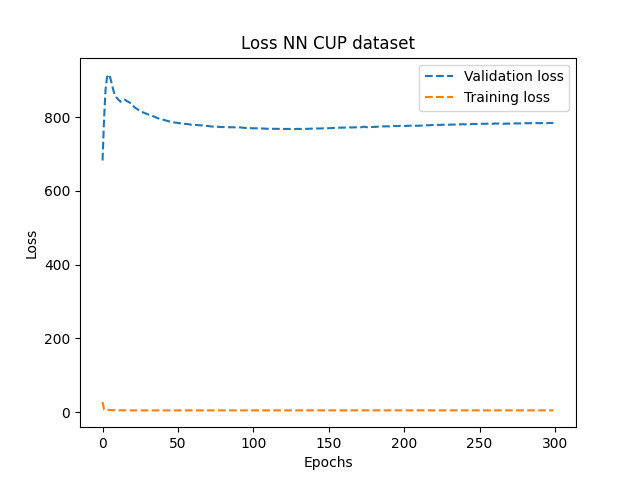 Loss NN CUP dataset
Validation loss
Training loss
800
600
400
200
0
Loss
0 50 100 150 200 250 300
Epochs